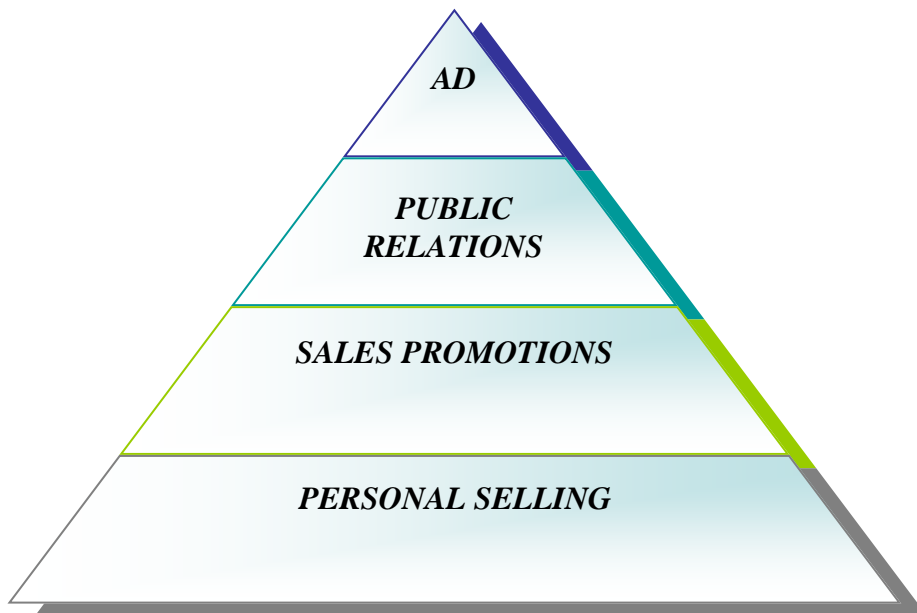 AD
PUBLIC
RELATIONS
SALES PROMOTIONS
PERSONAL SELLING